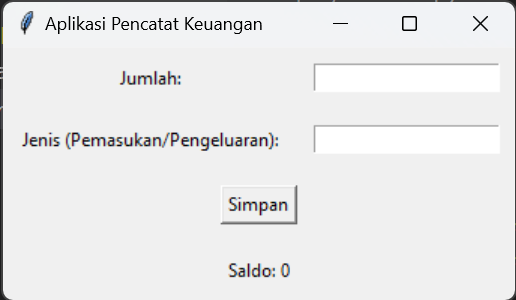 Aplikasi Pencatat Keuangan
Jumlah:
Jenis (Pemasukan/Pengeluaran):
Simpan
Saldo: 0